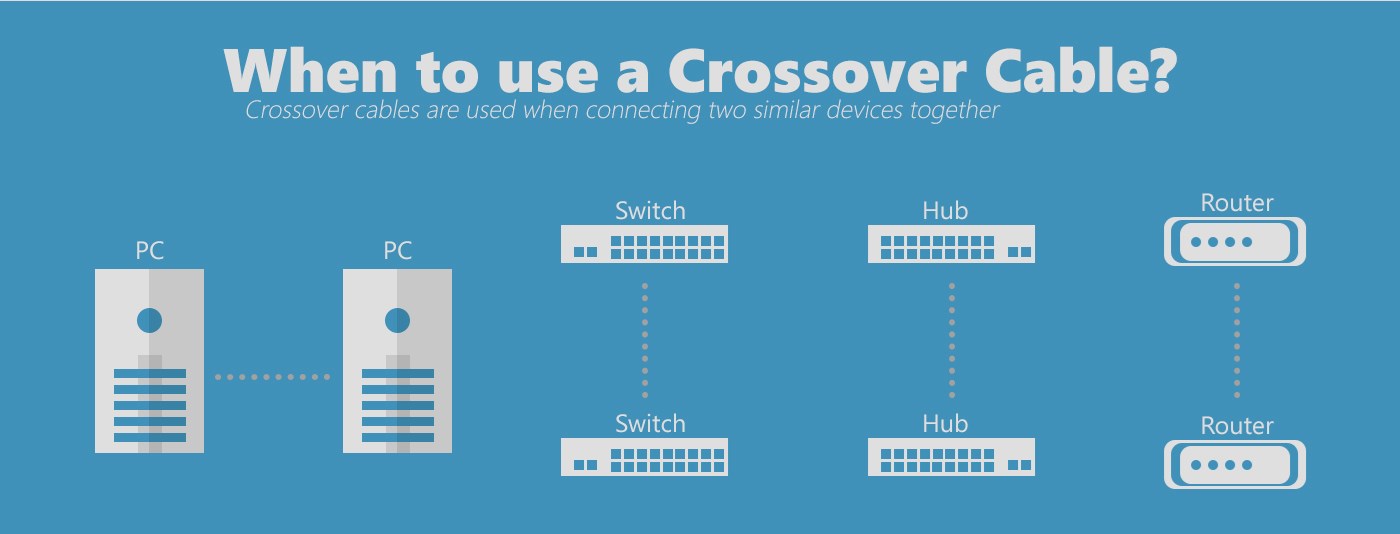 When to use a Crossover Cable?
Crossover cables are used when connecting two similar devices together
PC
PC
Switch
Hub
Router
Switch
Hub
Router